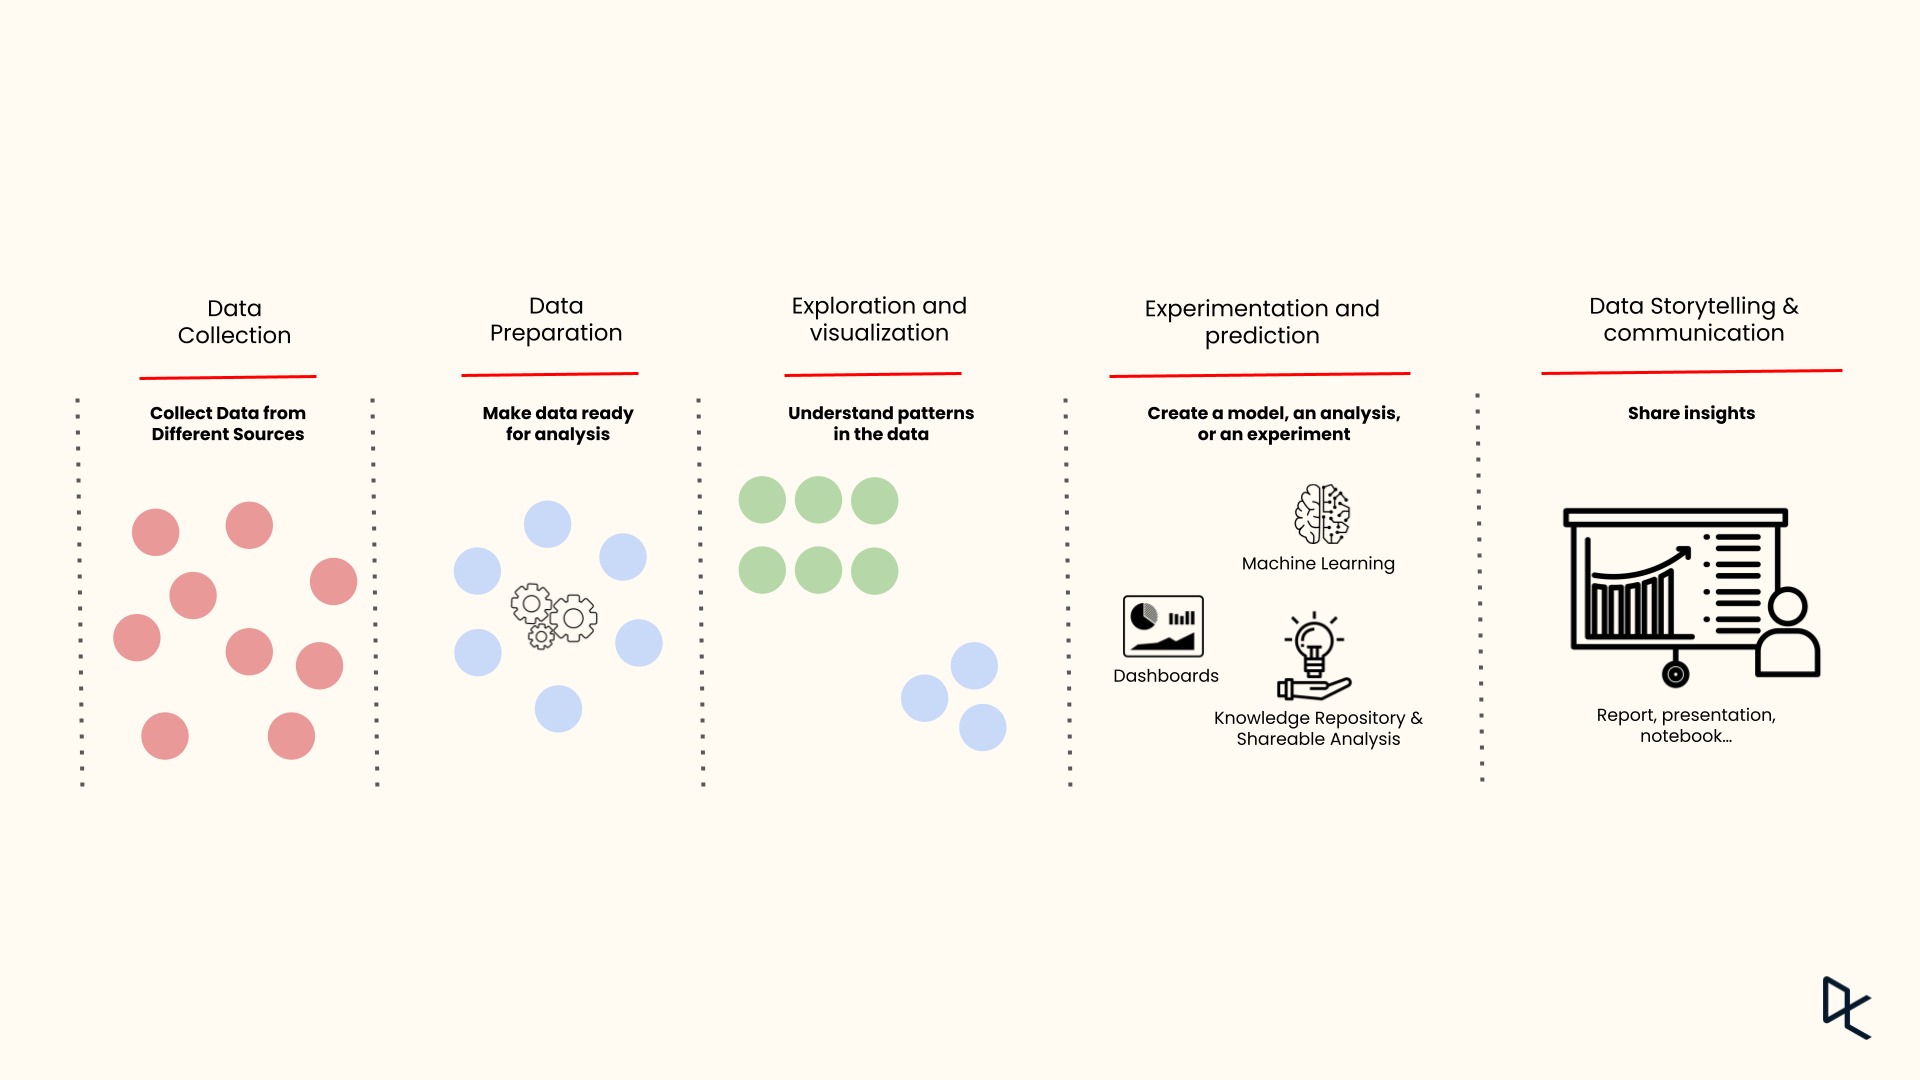 Data
Collection
Collect Data from
Different Sources
Data
Preparation
Make data ready
for analysis
Exploration and
visualization
Understand patterns
in the data
Experimentation and
prediction
Create a model, an analysis,
or an experiment
Machine Learning
Dashboards
Knowledge Repository &
Shareable Analysis
Data Storytelling &
communication
Share insights
Report, presentation,
notebook...